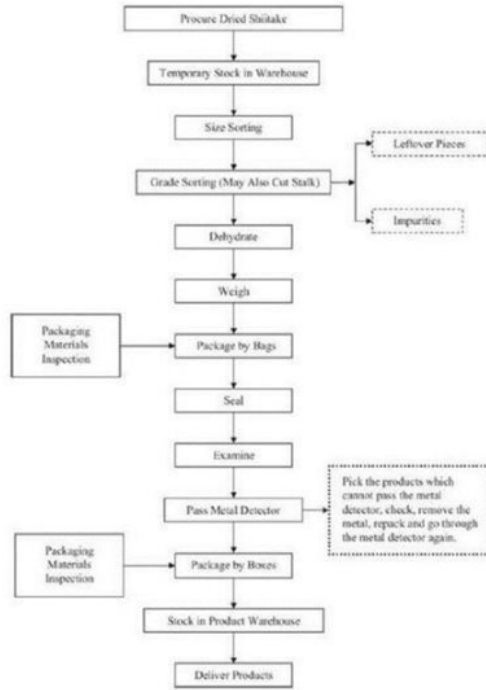 Procure Dried Shiitake
Temporary Stock in Warehouse
Size Sorting
Leftover Pieces
Grade Sorting (May Also Cut Stalk)
Impurities
Dehydrate
Weigh
Packaging
Materials
Inspection
Package by Bags
Seal
Examine
Pass Metal Detector
Pick the products which
cannot pass the metal
detector, check, remove the
metal, repack and go through
the metal detector again.
Packaging
Materials
Inspection
Package by Boxes
Stock in Product Warehouse
Deliver Products